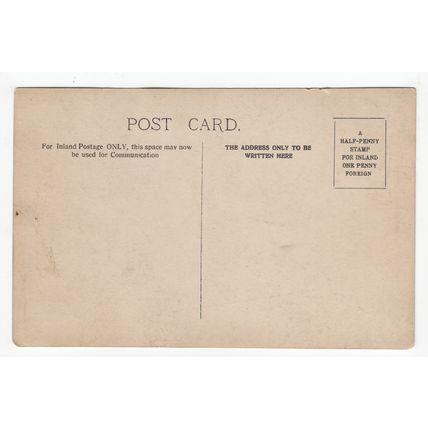 POST CARD.
For Inland Postage ONLY, this space may now
be used for Communication
THE ADDRESS ONLY TO BE
WRITTEN HERE
A
HALF-PENNY
STAMP
FOR INLAND
ONE PENNY
FOREIGN